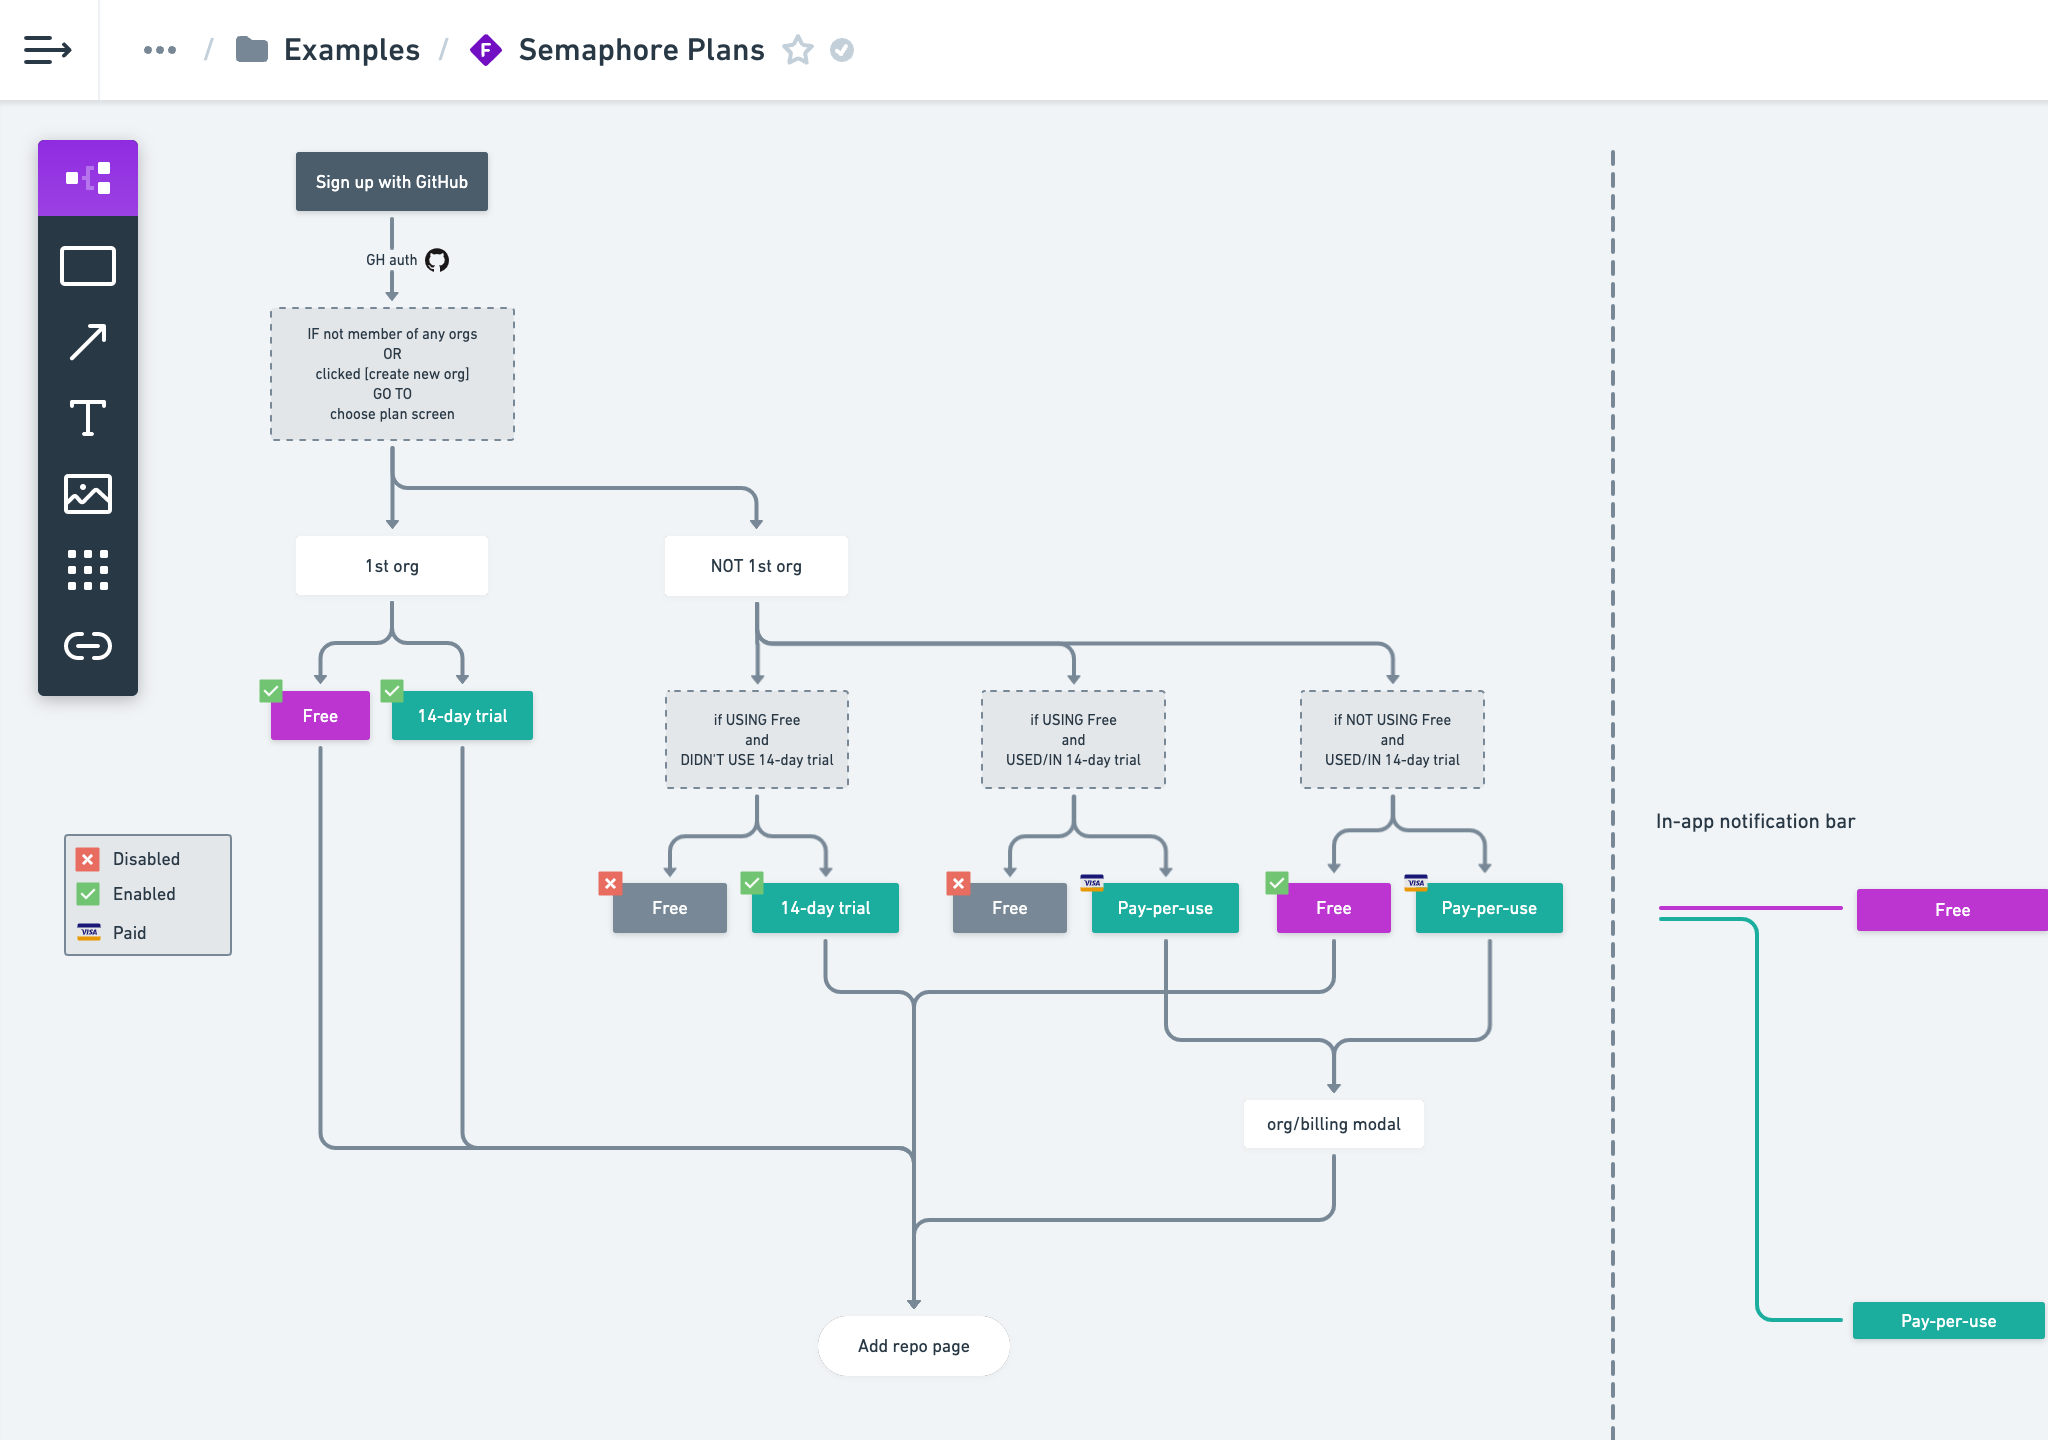 Examples
F
Semaphore Plans
Sign up with GitHub
GH auth
IF not member of any orgs
OR
clicked [create new org]
GO TO
choose plan screen
1st org
NOT 1st org
Free
14-day trial
if USING Free
and
DIDN'T USE 14-day trial
if USING Free
and
USED/IN 14-day trial
if NOT USING Free
and
USED/IN 14-day trial
Disabled
Enabled
VISA
Paid
Free
14-day trial
Free
VISA
Pay-per-use
Free
VISA
Pay-per-use
org/billing modal
Add repo page
In-app notification bar
Free
Pay-per-use